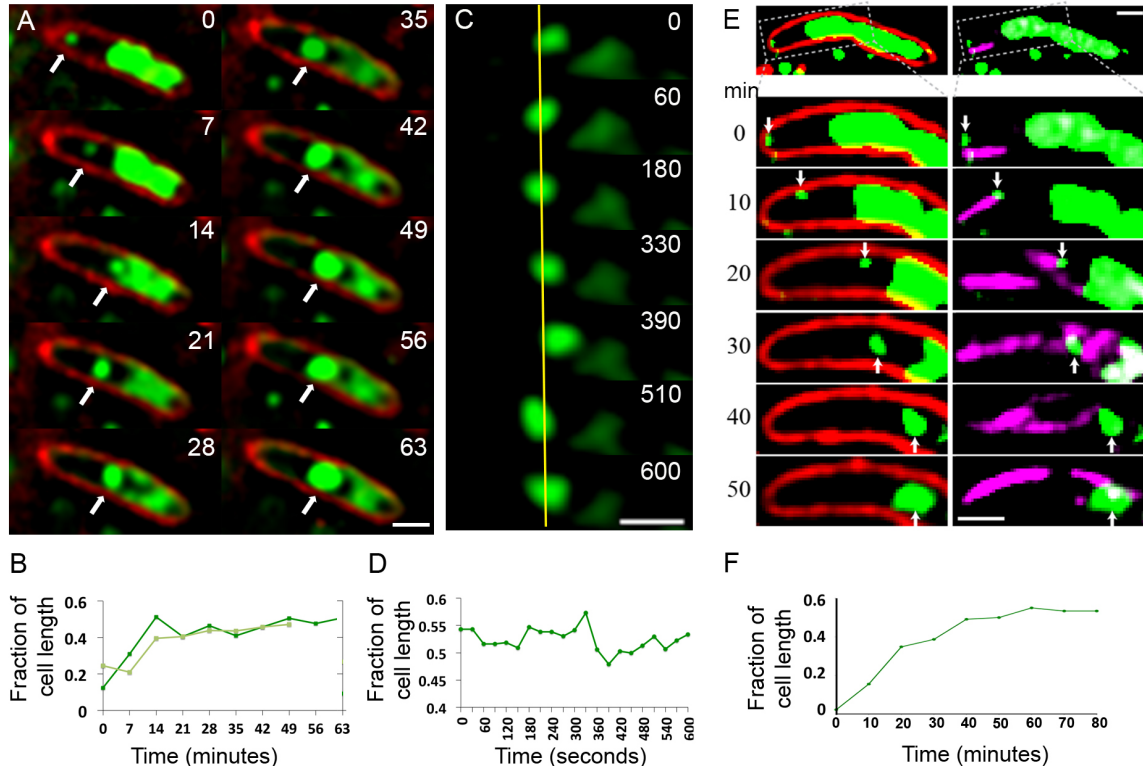 A
0
35
7
42
14
49
21
56
28
63
C
0
60
180
330
390
510
600
E
min
0
10
20
30
40
50
B
Fraction of
cell length
0.6
0.4
0.2
0
0 7 14 21 28 35 42 49 56 63
Time (minutes)
D
Fraction of
cell length
0.6
0.55
0.5
0.45
0.4
0 60 120 180 240 300 360 420 480 540 600
Time (seconds)
F
Fraction of
cell length
0.6
0.4
0.2
0
0 10 20 30 40 50 60 70 80
Time (minutes)